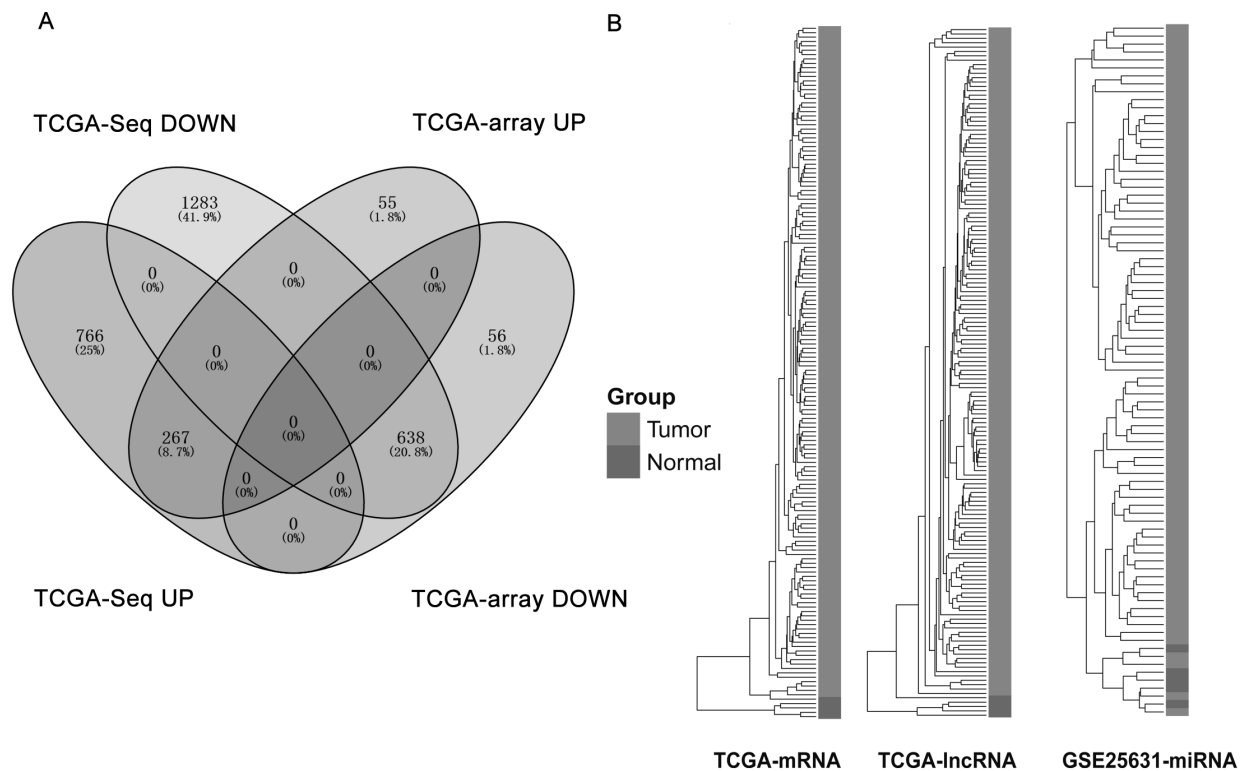 A
B
TCGA-Seq DOWN
TCGA-array UP
1283
(41.9%)
55
(1.8%)
0
(0%)
0
(0%)
0
(0%)
766
(25%)
0
(0%)
0
(0%)
56
(1.8%)
267
(8.7%)
0
(0%)
638
(20.8%)
0
(0%)
0
(0%)
0
(0%)
TCGA-Seq UP
TCGA-array DOWN
Group
Tumor
Normal
TCGA-mRNA
TCGA-lncRNA
GSE25631-miRNA